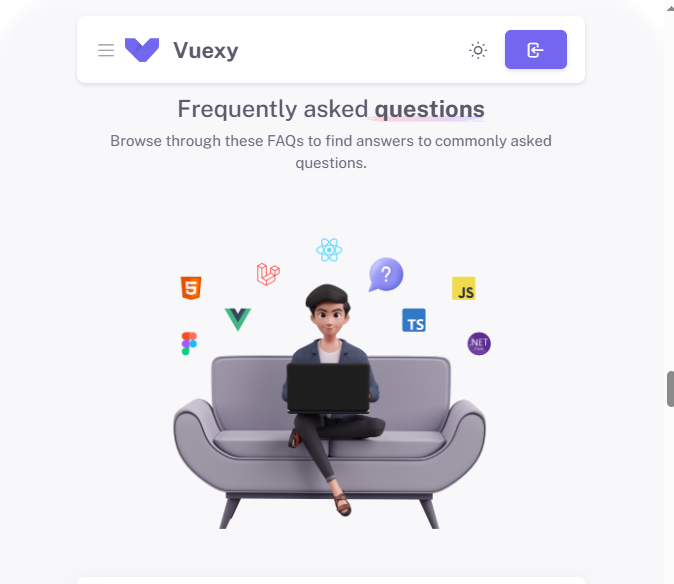 Vuexy
Frequently asked questions
Browse through these FAQs to find answers to commonly asked
questions.
?
5
JS
TS
.NET